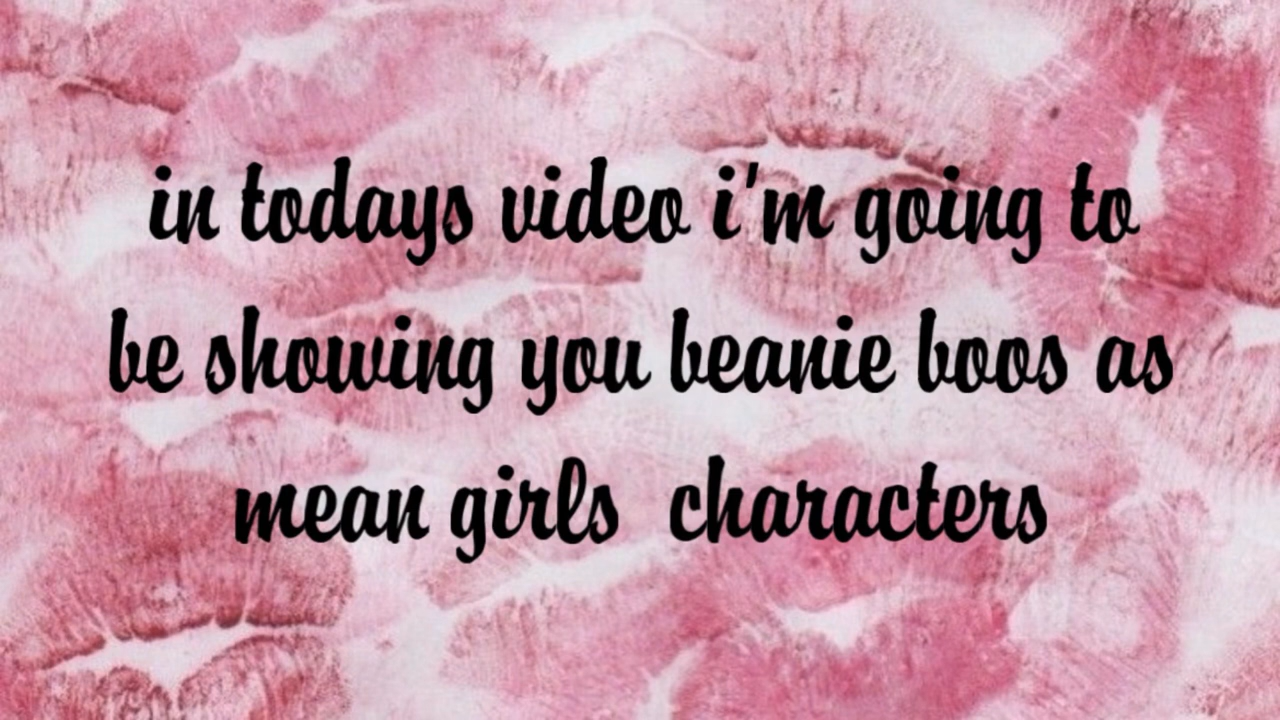 in todays video i'm going to
be showing you beanie boos as
mean girls characters